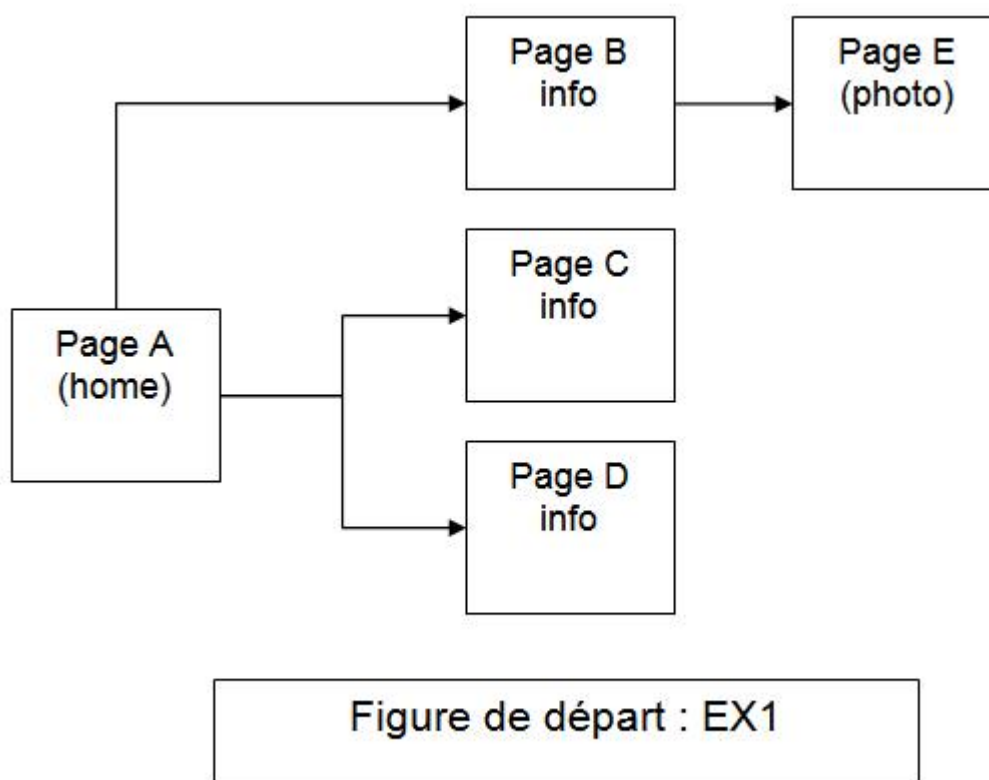 Page B
info
Page E
(photo)
Page C
info
Page A
(home)
Page D
info
Figure de départ : EX1